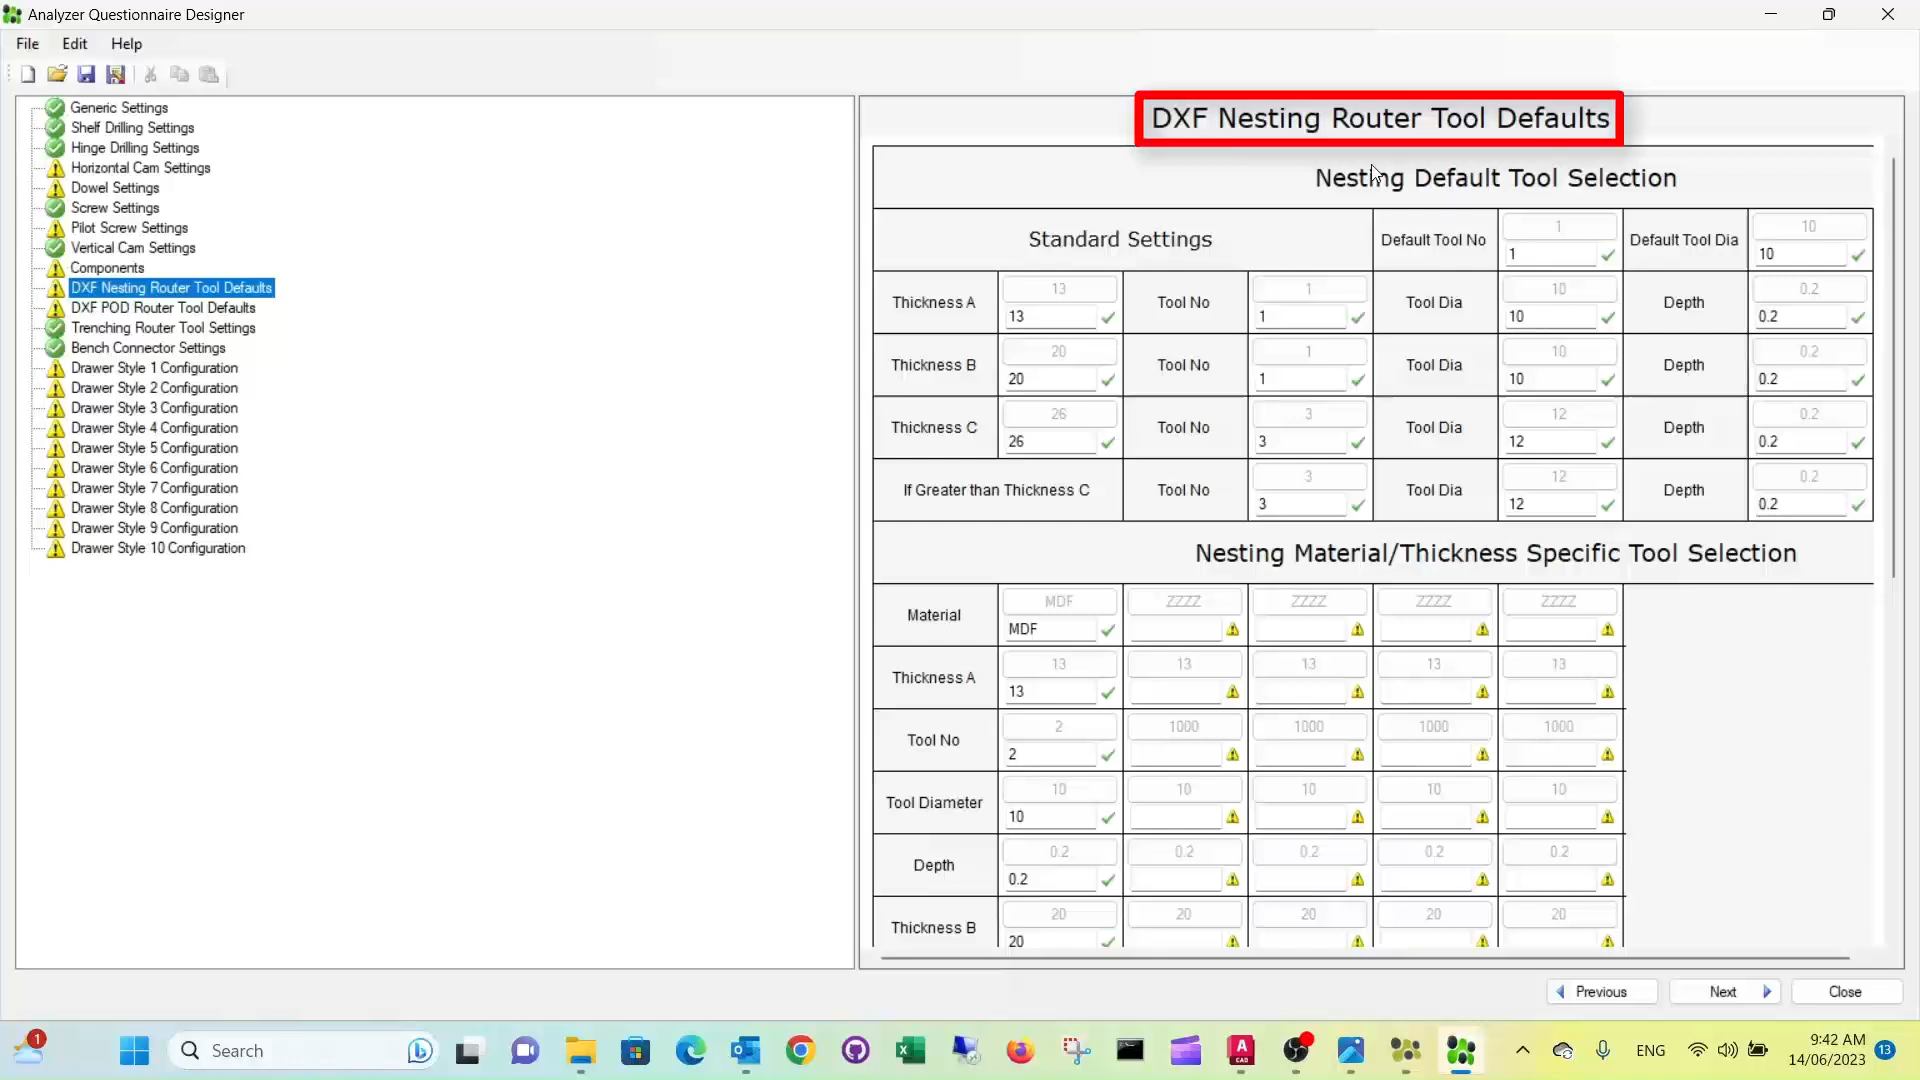 Analyzer Questionnaire Designer
File Edit Help
Generic Settings
Shelf Drilling Settings
Hinge Drilling Settings
Horizontal Cam Settings
Dowel Settings
Screw Settings
Pilot Screw Settings
Vertical Cam Settings
Components
DXF Nesting Router Tool Defaults
DXF POD Router Tool Defaults
Trenching Router Tool Settings
Bench Connector Settings
Drawer Style 1 Configuration
Drawer Style 2 Configuration
Drawer Style 3 Configuration
Drawer Style 4 Configuration
Drawer Style 5 Configuration
Drawer Style 6 Configuration
Drawer Style 7 Configuration
Drawer Style 8 Configuration
Drawer Style 9 Configuration
Drawer Style 10 Configuration
DXF Nesting Router Tool Defaults
Nesting Default Tool Selection
Standard Settings Default Tool No 1 1 Default Tool Dia 10 10
Thickness A 13 13 Tool No 1 1 Tool Dia 10 10 Depth 0.2 0.2
Thickness B 20 20 Tool No 1 1 Tool Dia 10 10 Depth 0.2 0.2
Thickness C 26 26 Tool No 3 3 Tool Dia 12 12 Depth 0.2 0.2
If Greater than Thickness C Tool No 3 3 Tool Dia 12 12 Depth 0.2 0.2
Nesting Material/Thickness Specific Tool Selection
Material MDF MDF ZZZZ ZZZZ ZZZZ ZZZZ
Thickness A 13 13 13 13 13 13
Tool No 2 2 1000 1000 1000 1000
Tool Diameter 10 10 10 10 10 10
Depth 0.2 0.2 0.2 0.2 0.2 0.2
Thickness B 20 20 20 20 20 20
Previous Next Close
1 Search A CAD ENG 9:42 AM 13
14/06/2023